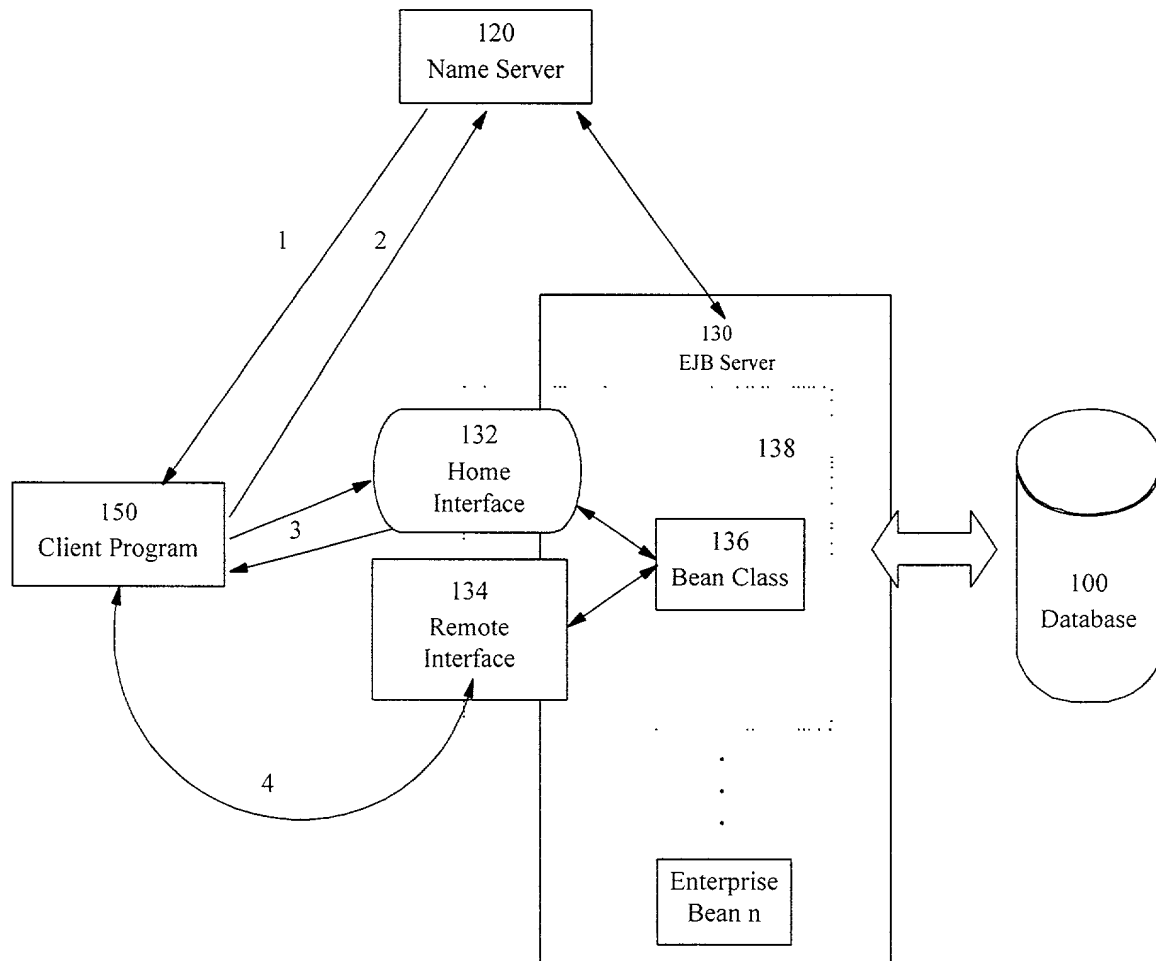 120
Name Server
1
2
130
EJB Server
132
Home
Interface
138
150
Client Program
3
136
Bean Class
134
Remote
Interface
100
Database
4
Enterprise
Bean n